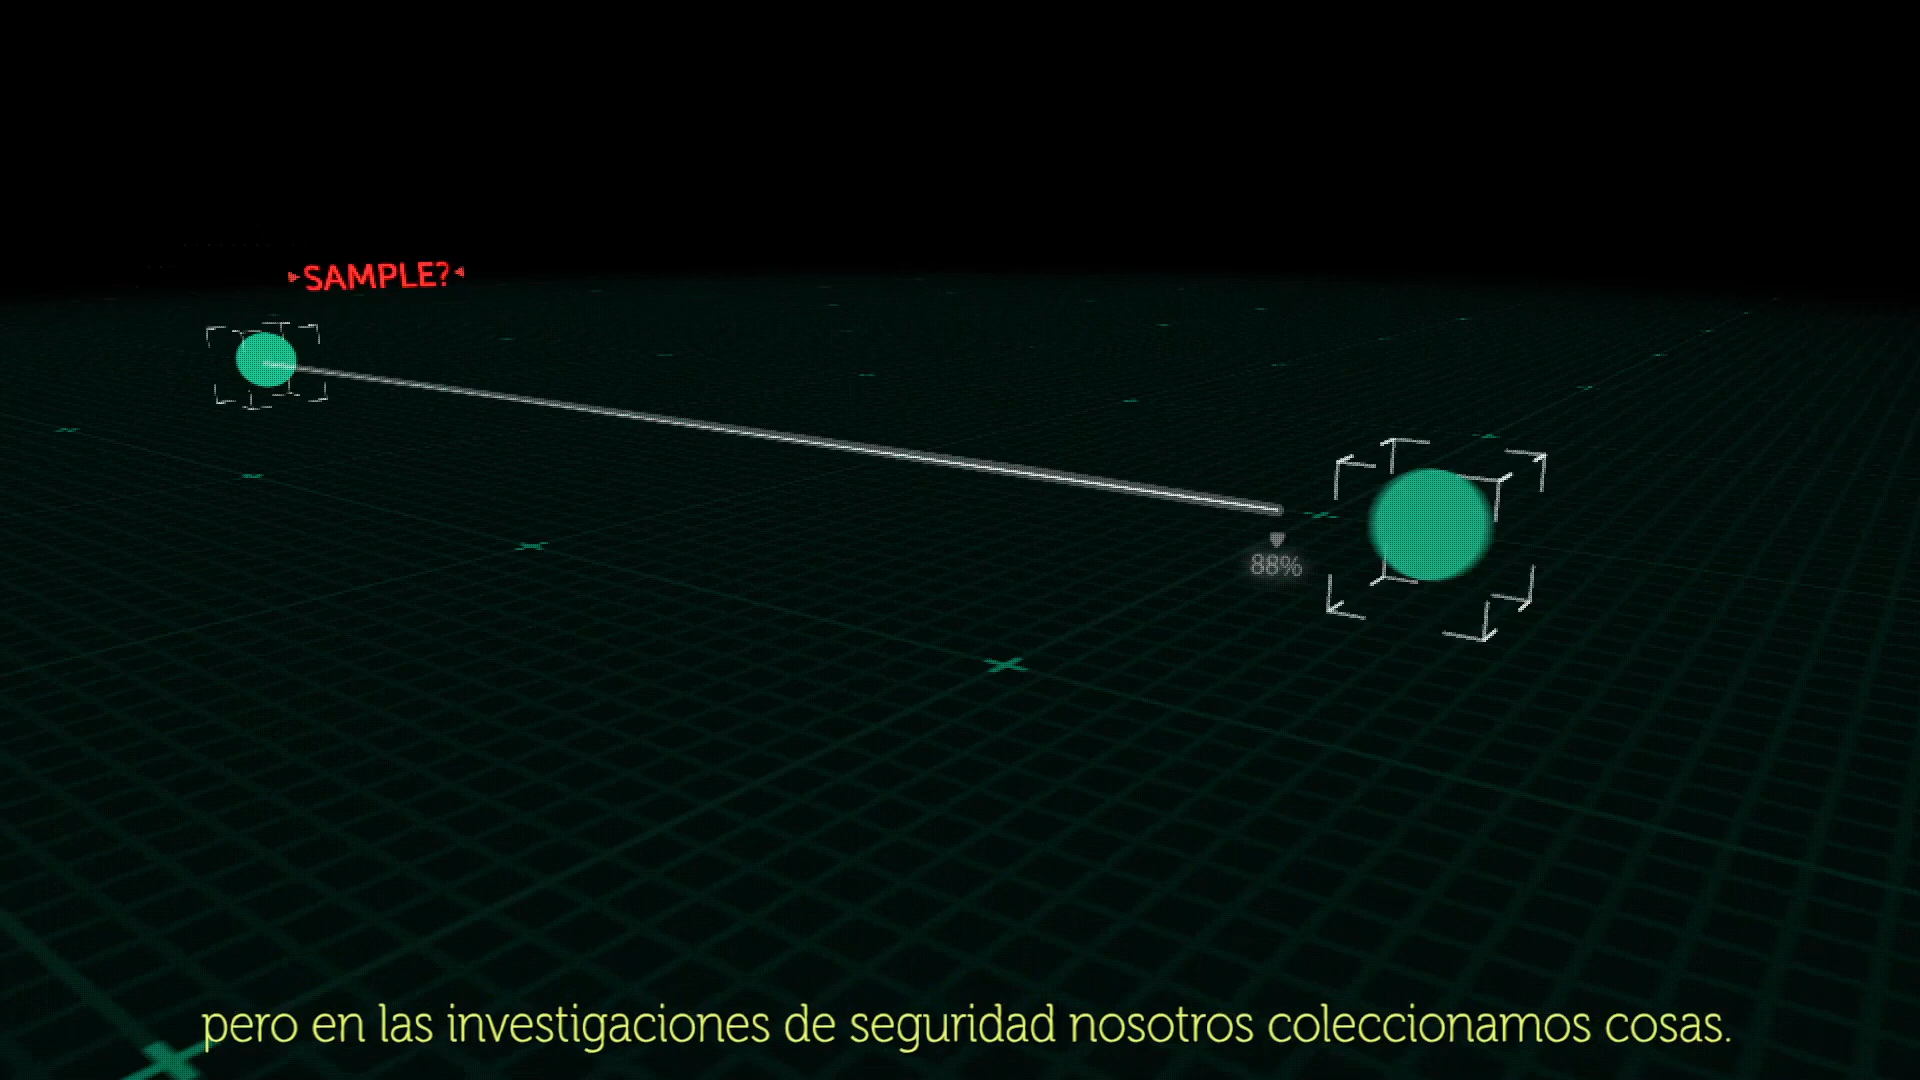 SAMPLE?
88%
pero en las investigaciones de seguridad nosotros coleccionamos cosas.